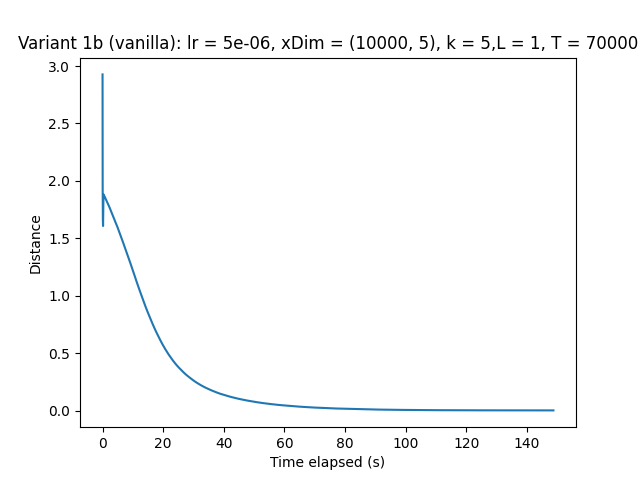 Variant 1b (vanilla): lr = 5e-06, xDim = (10000, 5), k = 5,L = 1, T = 70000
3.0
2.5
2.0
1.5
1.0
0.5
0.0
Distance
0 20 40 60 80 100 120 140
Time elapsed (s)